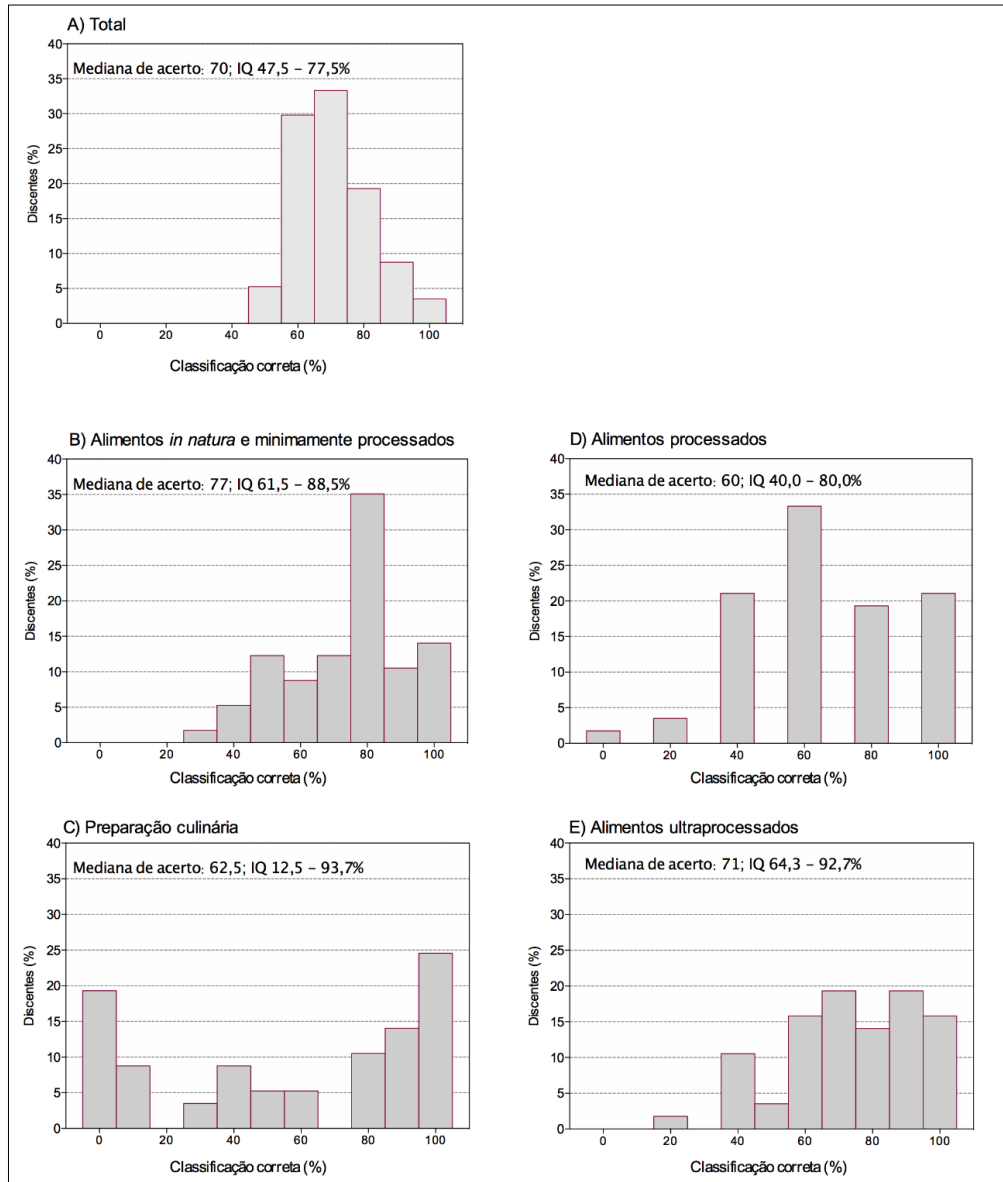 A) Total
Mediana de acerto: 70; IQ 47,5 – 77,5%
40
35
30
25
20
15
10
5
0
Discentes (%)
0 20 40 60 80 100
Classificação correta (%)
B) Alimentos in natura e minimamente processados
Mediana de acerto: 77; IQ 61,5 – 88,5%
40
35
30
25
20
15
10
5
0
Discentes (%)
0 20 40 60 80 100
Classificação correta (%)
D) Alimentos processados
Mediana de acerto: 60; IQ 40,0 – 80,0%
40
35
30
25
20
15
10
5
0
Discentes (%)
0 20 40 60 80 100
Classificação correta (%)
C) Preparação culinária
Mediana de acerto: 62,5; IQ 12,5 – 93,7%
40
35
30
25
20
15
10
5
0
Discentes (%)
0 20 40 60 80 100
Classificação correta (%)
E) Alimentos ultraprocessados
Mediana de acerto: 71; IQ 64,3 – 92,7%
40
35
30
25
20
15
10
5
0
Discentes (%)
0 20 40 60 80 100
Classificação correta (%)